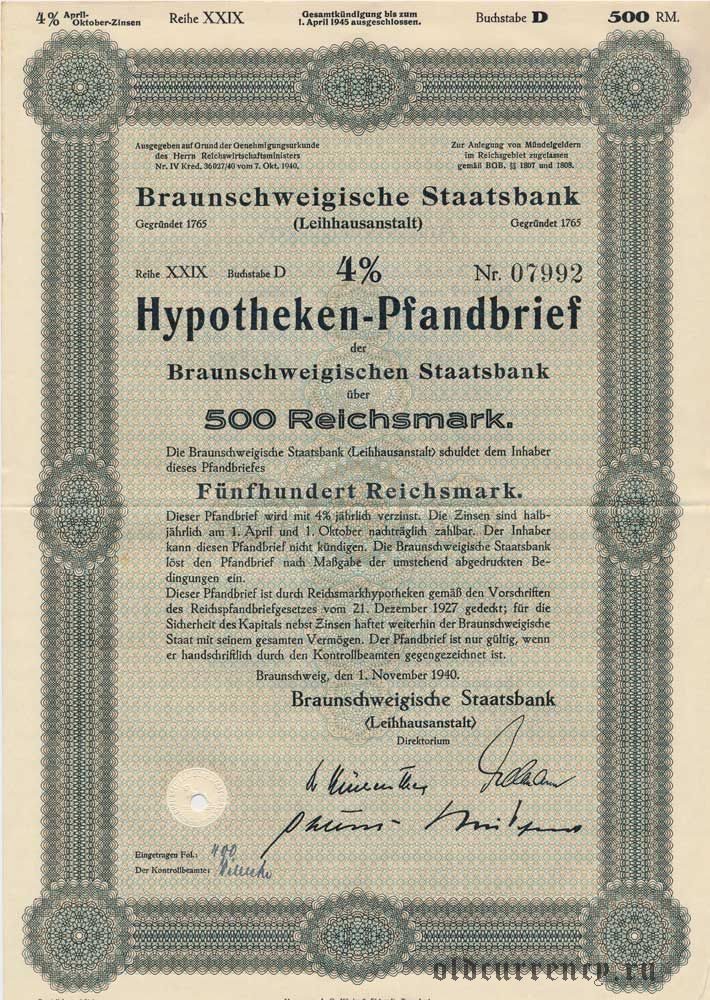 4% April-Oktober-Zinsen Reihe XXIX Gesamtkündigung bis zum 1. April 1945 ausgeschlossen. Buchstabe D 500 RM.
Ausgegeben auf Grund der Genehmigungsurkunde
des Herrn Reichswirtschaftsministers
Nr. IV Kred. 36027/40 vom 7. Okt. 1940.
Zur Anlegung von Mündelgeldern
im Reichsgebiet zugelassen
gemäß BGB. §§ 1807 und 1808.
Braunschweigische Staatsbank
Gegründet 1765 (Leihhausanstalt) Gegründet 1765
Reihe XXIX Buchstabe D 4% Nr. 07992
Hypotheken-Pfandbrief
der
Braunschweigischen Staatsbank
über
500 Reichsmark.
Die Braunschweigische Staatsbank (Leihhausanstalt) schuldet dem Inhaber
dieses Pfandbriefes
Fünfhundert Reichsmark.
Dieser Pfandbrief wird mit 4% jährlich verzinst. Die Zinsen sind halb-
jährlich am 1. April und 1. Oktober nachträglich zahlbar. Der Inhaber
kann diesen Pfandbrief nicht kündigen. Die Braunschweigische Staatsbank
löst den Pfandbrief nach Maßgabe der umstehend abgedruckten Be-
dingungen ein.
Dieser Pfandbrief ist durch Reichsmarkhypotheken gemäß den Vorschriften
des Reichspfandbriefgesetzes vom 21. Dezember 1927 gedeckt; für die
Sicherheit des Kapitals nebst Zinsen haftet weiterhin der Braunschweigische
Staat mit seinem gesamten Vermögen. Der Pfandbrief ist nur gültig, wenn
er handschriftlich durch den Kontrollbeamten gegengezeichnet ist.
Braunschweig, den 1. November 1940.
Braunschweigische Staatsbank
(Leihhausanstalt)
Direktorium
Eingetragen Fol.: 400
Der Kontrollbeamte:
oldcurrency.ru